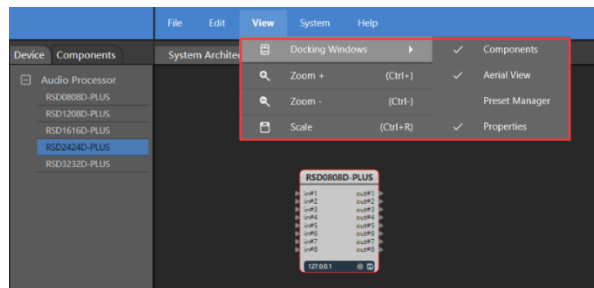 File Edit View System Help
Device Components System Archite
Docking Windows
Zoom + (Ctrl+)
Zoom - (Ctrl-)
Scale (Ctrl+R)
Components
Aerial View
Preset Manager
Properties
Audio Processor
RSD0808D-PLUS
RSD1208D-PLUS
RSD1616D-PLUS
RSD2424D-PLUS
RSD3232D-PLUS
RSD0808D-PLUS
in#1 out#1
in#2 out#2
in#3 out#3
in#4 out#4
in#5 out#5
in#6 out#6
in#7 out#7
in#8 out#8
127.0.0.1